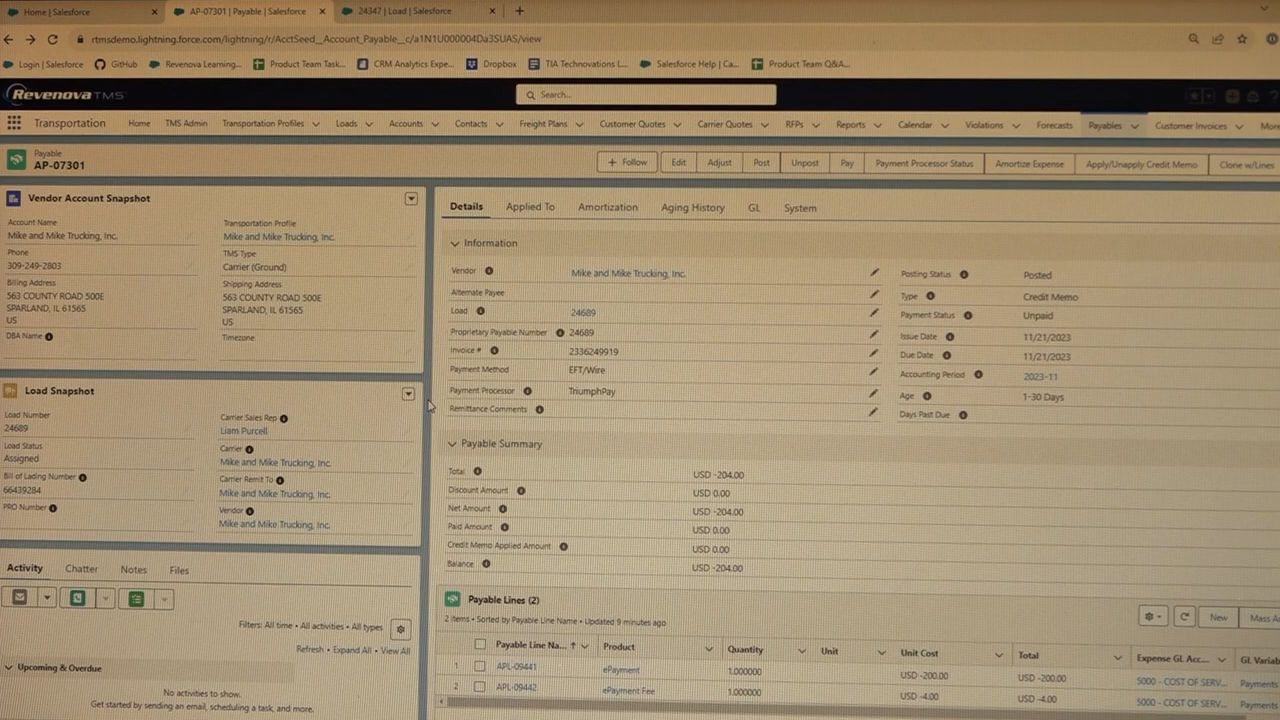 Home | Salesforce
AP-07301 | Payable | Salesforce
24347 | Load | Salesforce
rtmsdemo.lightning.force.com/lightning/r/AcctSeed__Account_Payable__c/a1N1U000004Da3SUAS/view
Login | Salesforce GitHub Revenova Learning... Product Team Task... CRM Analytics Expe... Dropbox TIA Technovations L... Salesforce Help | Ca... Product Team Q&A...
Revenova TMS
Search...
Transportation Home TMS Admin Transportation Profiles Loads Accounts Contacts Freight Plans Customer Quotes Carrier Quotes RFPs Reports Calendar Violations Forecasts Payables Customer Invoices
Payable
AP-07301
+ Follow Edit Adjust Post Unpost Pay Payment Processor Status Amortize Expense Apply/Unapply Credit Memo Clone w/Lines
Vendor Account Snapshot
Account Name Transportation Profile
Mike and Mike Trucking, Inc. Mike and Mike Trucking, Inc.
Phone TMS Type
309-249-2803 Carrier (Ground)
Billing Address Shipping Address
563 COUNTY ROAD 500E 563 COUNTY ROAD 500E
SPARLAND, IL 61565 SPARLAND, IL 61565
US US
DBA Name Timezone
Load Snapshot
Load Number Carrier Sales Rep
24689 Liam Purcell
Load Status Carrier
Assigned Mike and Mike Trucking, Inc.
Bill of Lading Number Carrier Remit To
66439284 Mike and Mike Trucking, Inc.
PRO Number Vendor
Mike and Mike Trucking, Inc.
Activity Chatter Notes Files
Filters: All time • All activities • All types
Refresh • Expand All • View All
Upcoming & Overdue
No activities to show.
Get started by sending an email, scheduling a task, and more.
Details Applied To Amortization Aging History GL System
Information
Vendor Mike and Mike Trucking, Inc. Posting Status Posted
Alternate Payee Type Credit Memo
Load 24689 Payment Status Unpaid
Proprietary Payable Number 24689 Issue Date 11/21/2023
Invoice # 2336249919 Due Date 11/21/2023
Payment Method EFT/Wire Accounting Period 2023-11
Payment Processor TriumphPay Age 1-30 Days
Remittance Comments Days Past Due
Payable Summary
Total USD -204.00
Discount Amount USD 0.00
Net Amount USD -204.00
Paid Amount USD 0.00
Credit Memo Applied Amount USD 0.00
Balance USD -204.00
Payable Lines (2)
2 items • Sorted by Payable Line Name • Updated 9 minutes ago
New
Payable Line Na... Product Quantity Unit Unit Cost Total Expense GL Acc... GL Variab
1 APL-09441 ePayment 1.000000 USD -200.00 USD -200.00 5000 - COST OF SERV... Payments
2 APL-09442 ePayment Fee 1.000000 USD -4.00 USD -4.00 5000 - COST OF SERV... Payments